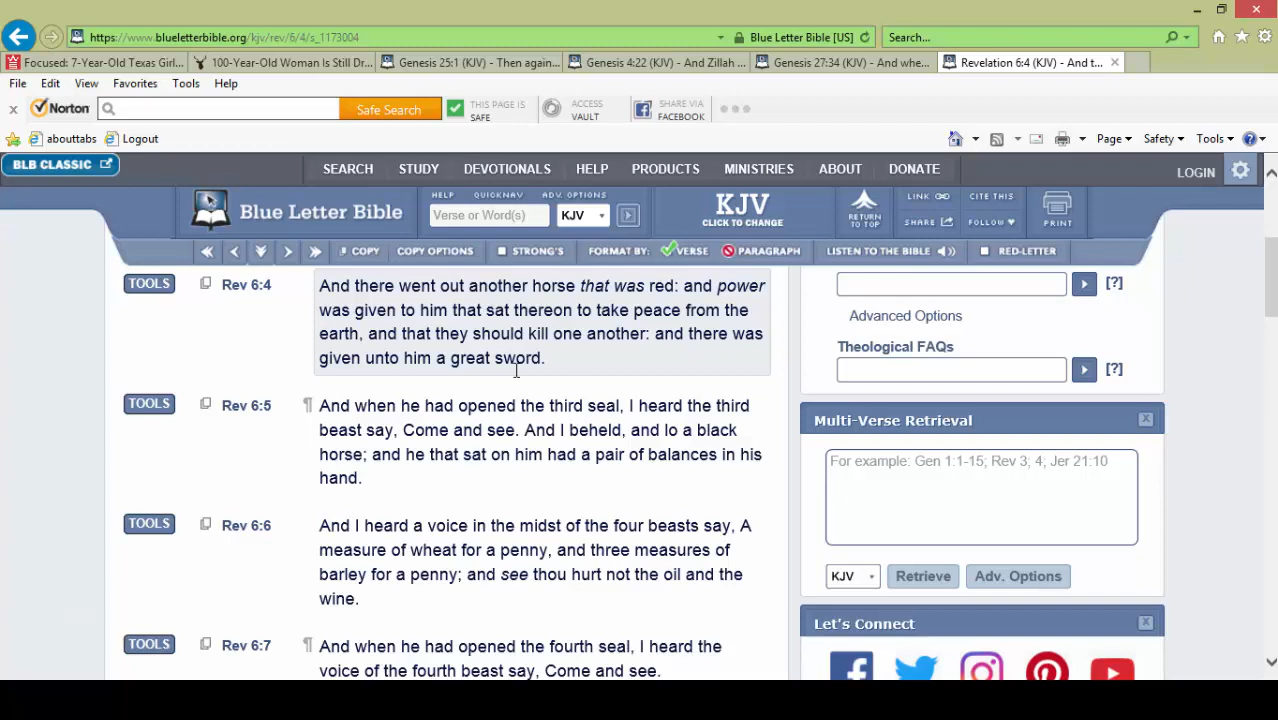 https://www.blueletterbible.org/kjv/rev/6/4/s_1173004
Blue Letter Bible [US]
Search...
Focused: 7-Year-Old Texas Girl...
100-Year-Old Woman Is Still Dr...
Genesis 25:1 (KJV) - Then again...
Genesis 4:22 (KJV) - And Zillah ...
Genesis 27:34 (KJV) - And whe...
Revelation 6:4 (KJV) - And t...
File Edit View Favorites Tools Help
x Norton Safe Search
THIS PAGE IS SAFE
ACCESS VAULT
SHARE VIA FACEBOOK
abouttabs Logout
Page Safety Tools
BLB CLASSIC
SEARCH STUDY DEVOTIONALS HELP PRODUCTS MINISTRIES ABOUT DONATE
LOGIN
Blue Letter Bible
HELP QUICKNAV ADV. OPTIONS
Verse or Word(s) KJV
KJV
CLICK TO CHANGE
RETURN TO TOP
LINK CITE THIS
SHARE FOLLOW
PRINT
COPY COPY OPTIONS STRONG'S FORMAT BY: VERSE PARAGRAPH LISTEN TO THE BIBLE RED-LETTER
TOOLS Rev 6:4 And there went out another horse that was red: and power
was given to him that sat thereon to take peace from the
earth, and that they should kill one another: and there was
given unto him a great sword.
TOOLS Rev 6:5 ¶ And when he had opened the third seal, I heard the third
beast say, Come and see. And I beheld, and lo a black
horse; and he that sat on him had a pair of balances in his
hand.
TOOLS Rev 6:6 And I heard a voice in the midst of the four beasts say, A
measure of wheat for a penny, and three measures of
barley for a penny; and see thou hurt not the oil and the
wine.
TOOLS Rev 6:7 ¶ And when he had opened the fourth seal, I heard the
voice of the fourth beast say, Come and see.
[?]
Advanced Options
Theological FAQs
[?]
Multi-Verse Retrieval
For example: Gen 1:1-15; Rev 3; 4; Jer 21:10
KJV Retrieve Adv. Options
Let's Connect